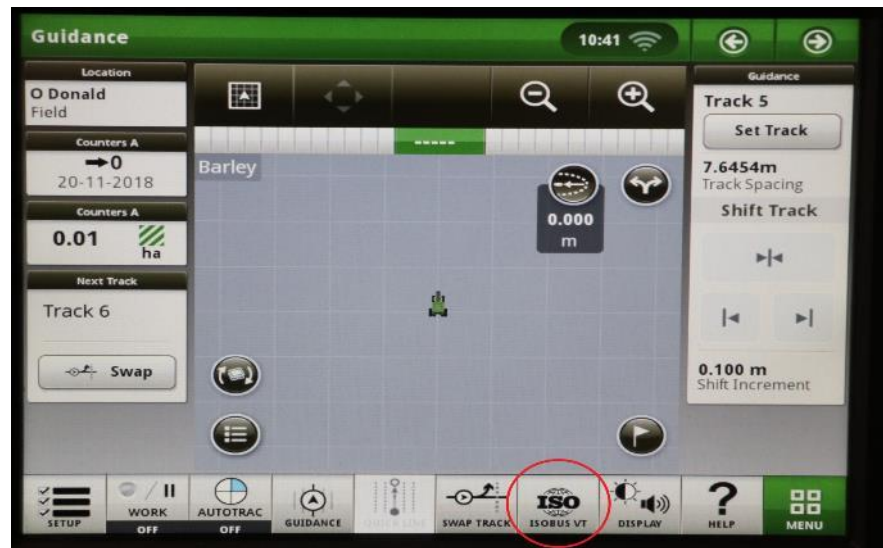 Guidance
10:41
Location
O Donald
Field
Counters A
0
20-11-2018
Counters A
0.01
ha
Next Track
Track 6
Swap
-----
Barley
0.000
m
Guidance
Track 5
Set Track
7.6454m
Track Spacing
Shift Track
0.100 m
Shift Increment
SETUP
WORK
OFF
AUTOTRAC
OFF
GUIDANCE
SWAP TRACK
ISO
ISOBUS VT
DISPLAY
?
HELP
MENU